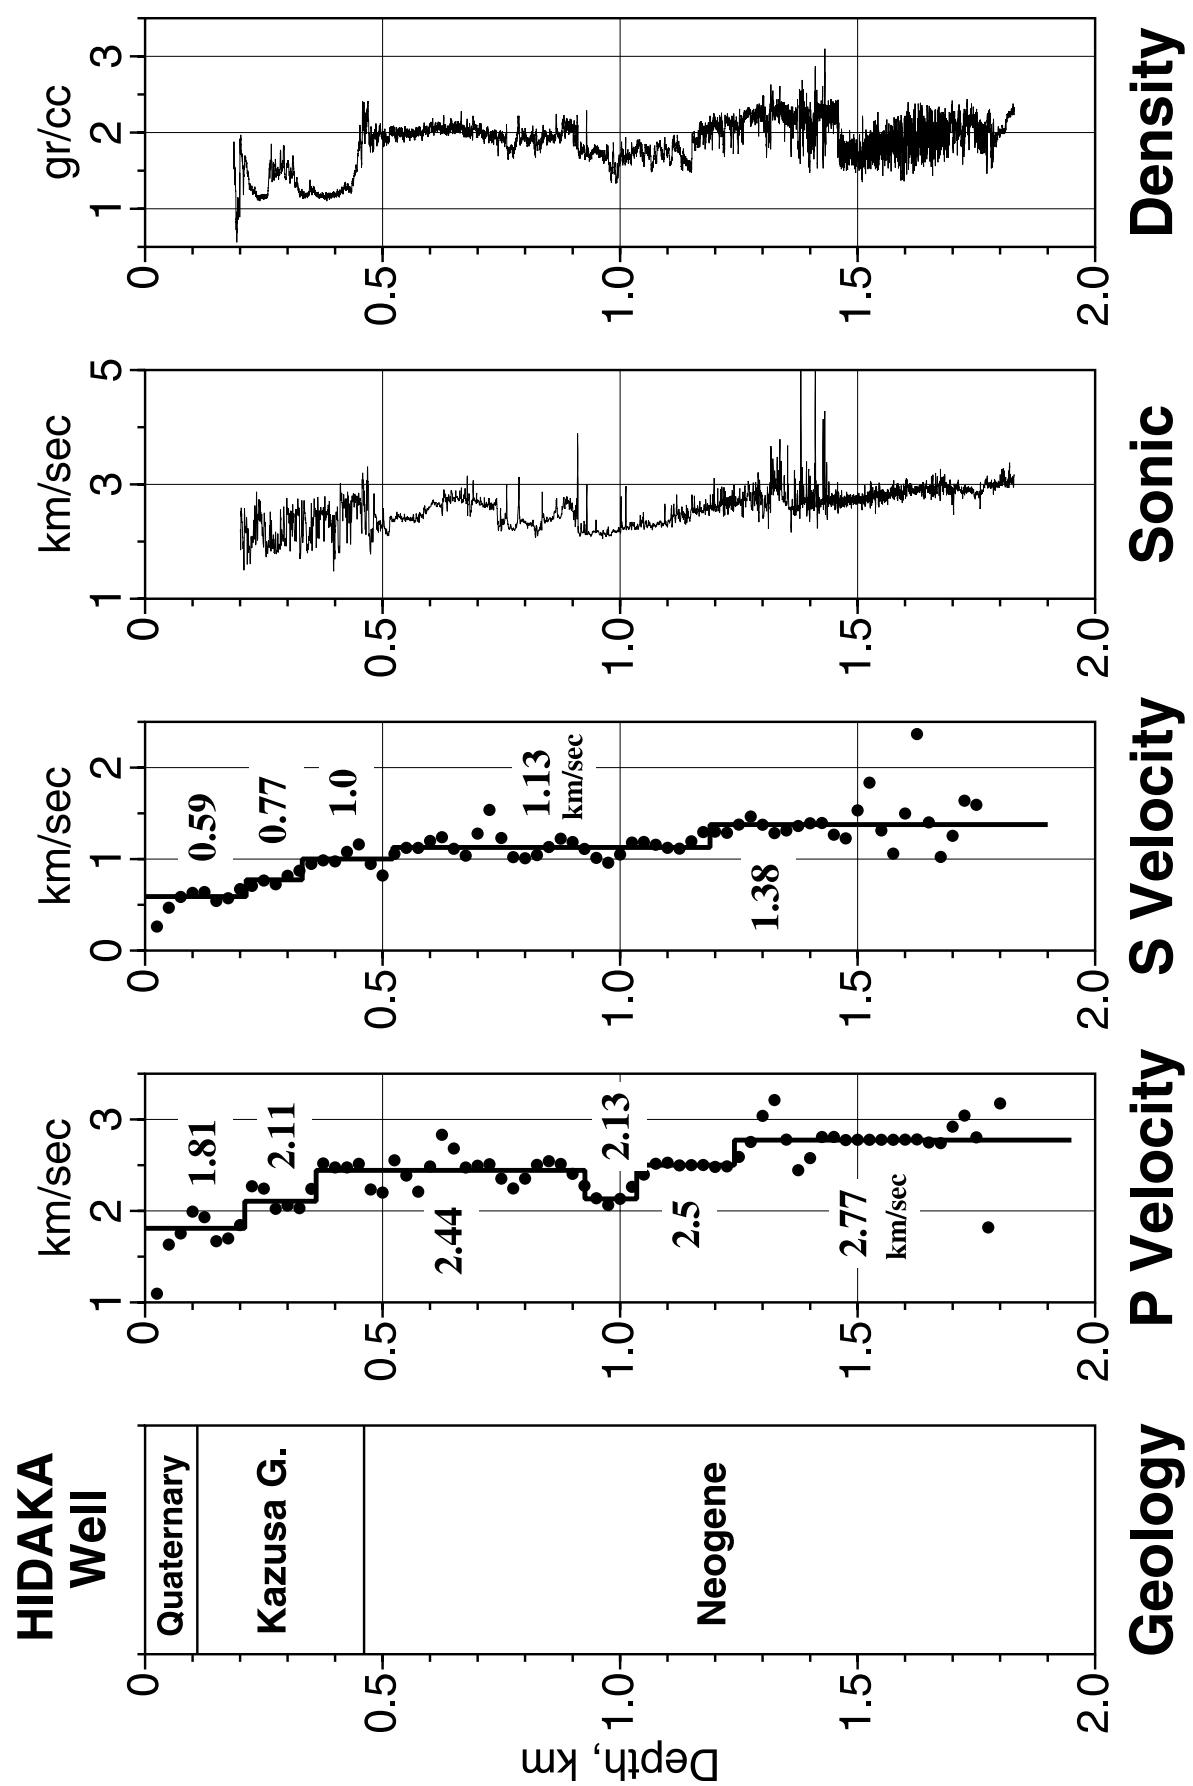 HIDAKA
Well
Depth, km
0
0.5
1.0
1.5
2.0
Quaternary
Kazusa G.
Neogene
Geology
km/sec
1
2
3
0
0.5
1.0
1.5
2.0
1.81
2.11
2.44
2.13
2.5
2.77
km/sec
P Velocity
km/sec
0
1
2
0
0.5
1.0
1.5
2.0
0.59
0.77
1.0
1.13
km/sec
1.38
S Velocity
km/sec
1
3
5
0
0.5
1.0
1.5
2.0
Sonic
gr/cc
1
2
3
0
0.5
1.0
1.5
2.0
Density